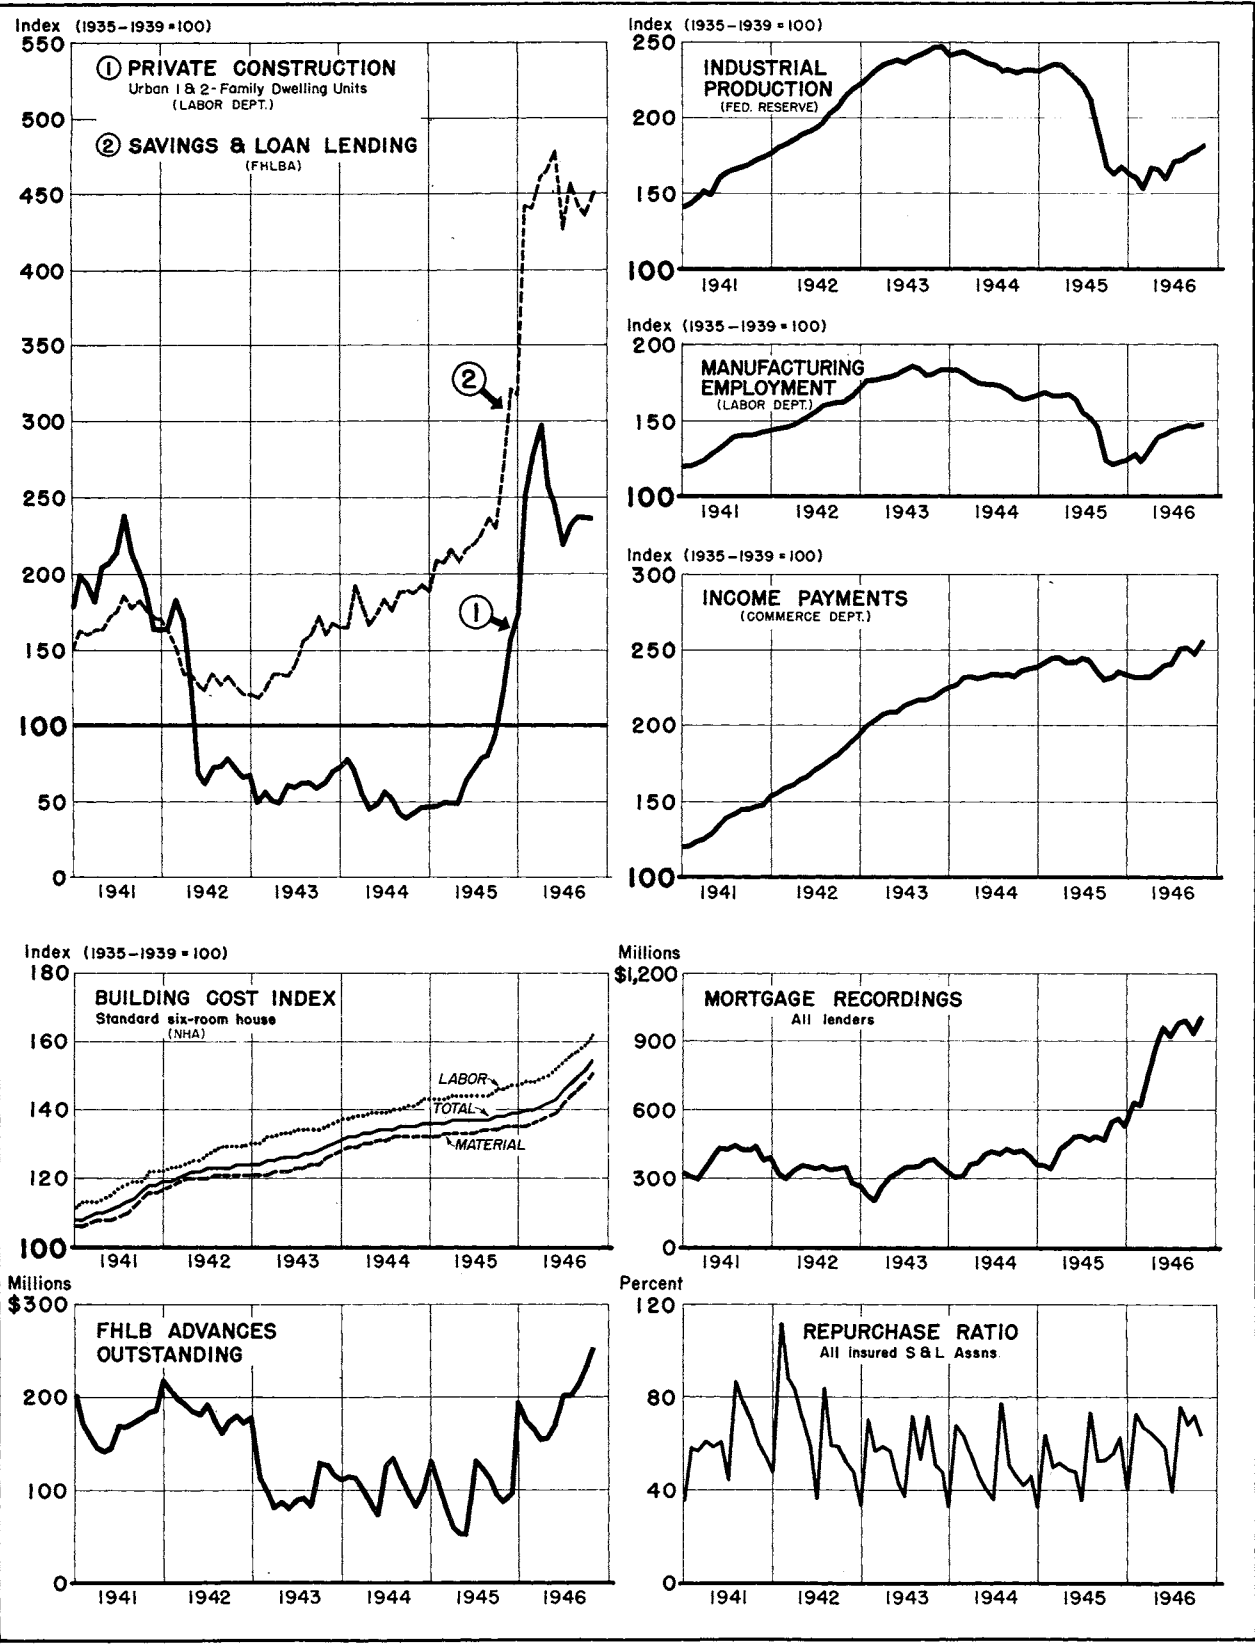 Index (1935-1939=100)
550
① PRIVATE CONSTRUCTION
Urban 1 & 2-Family Dwelling Units
(LABOR DEPT.)
500
② SAVINGS & LOAN LENDING
(FHLBA)
450
400
350
②
300
250
200
①
150
100
50
0
1941 1942 1943 1944 1945 1946
Index (1935-1939=100)
250
INDUSTRIAL
PRODUCTION
(FED. RESERVE)
200
150
100
1941 1942 1943 1944 1945 1946
Index (1935-1939=100)
200
MANUFACTURING
EMPLOYMENT
(LABOR DEPT.)
150
100
1941 1942 1943 1944 1945 1946
Index (1935-1939=100)
300
INCOME PAYMENTS
(COMMERCE DEPT.)
250
200
150
100
1941 1942 1943 1944 1945 1946
Index (1935-1939=100)
180
BUILDING COST INDEX
Standard six-room house
(NHA)
160
LABOR
140
TOTAL
MATERIAL
120
100
1941 1942 1943 1944 1945 1946
Millions
$1,200
MORTGAGE RECORDINGS
All lenders
900
600
300
0
1941 1942 1943 1944 1945 1946
Millions
$300
FHLB ADVANCES
OUTSTANDING
200
100
0
1941 1942 1943 1944 1945 1946
Percent
120
REPURCHASE RATIO
All insured S & L Assns.
80
40
0
1941 1942 1943 1944 1945 1946